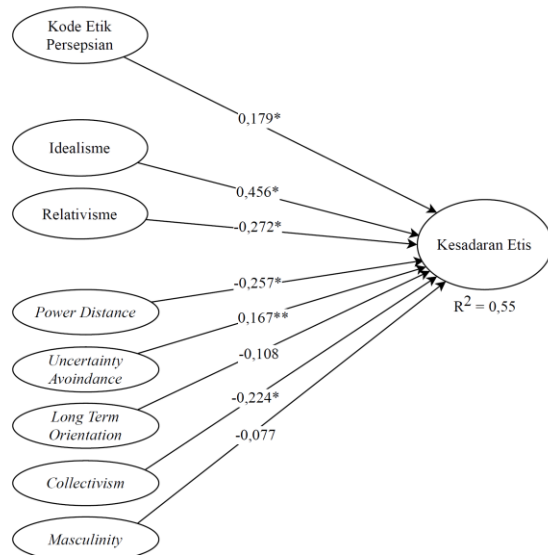 Kode Etik
Persepsian
0,179*
Idealisme
0,456*
Relativisme
-0,272*
Kesadaran Etis
R² = 0,55
Power Distance
-0,257*
Uncertainty
Avoindance
0,167**
Long Term
Orientation
-0,108
Collectivism
-0,224*
Masculinity
-0,077